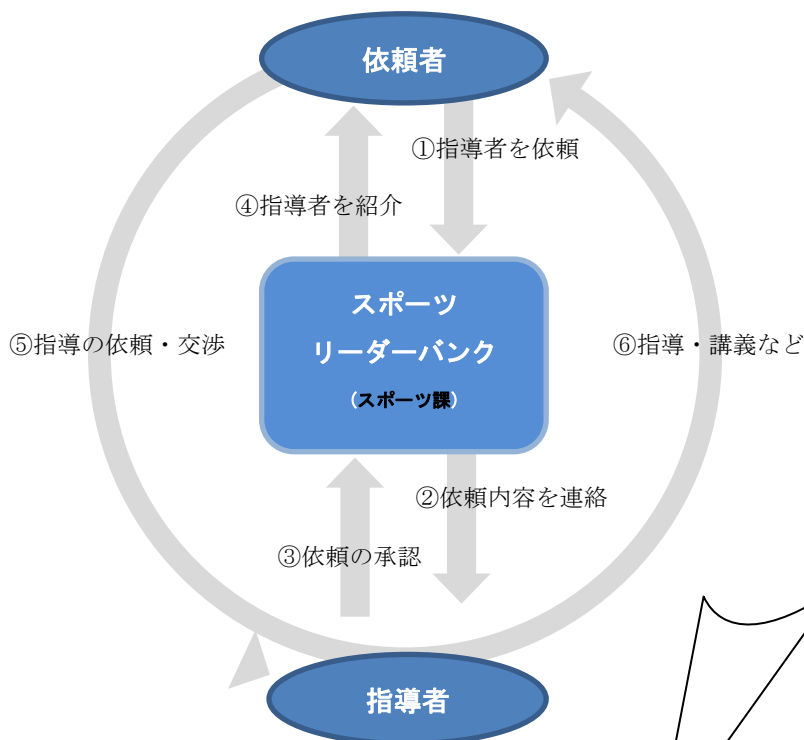 依頼者
①指導者を依頼
④指導者を紹介
スポーツ
リーダーバンク
（スポーツ課）
⑤指導の依頼・交渉
⑥指導・講義など
②依頼内容を連絡
③依頼の承認
指導者